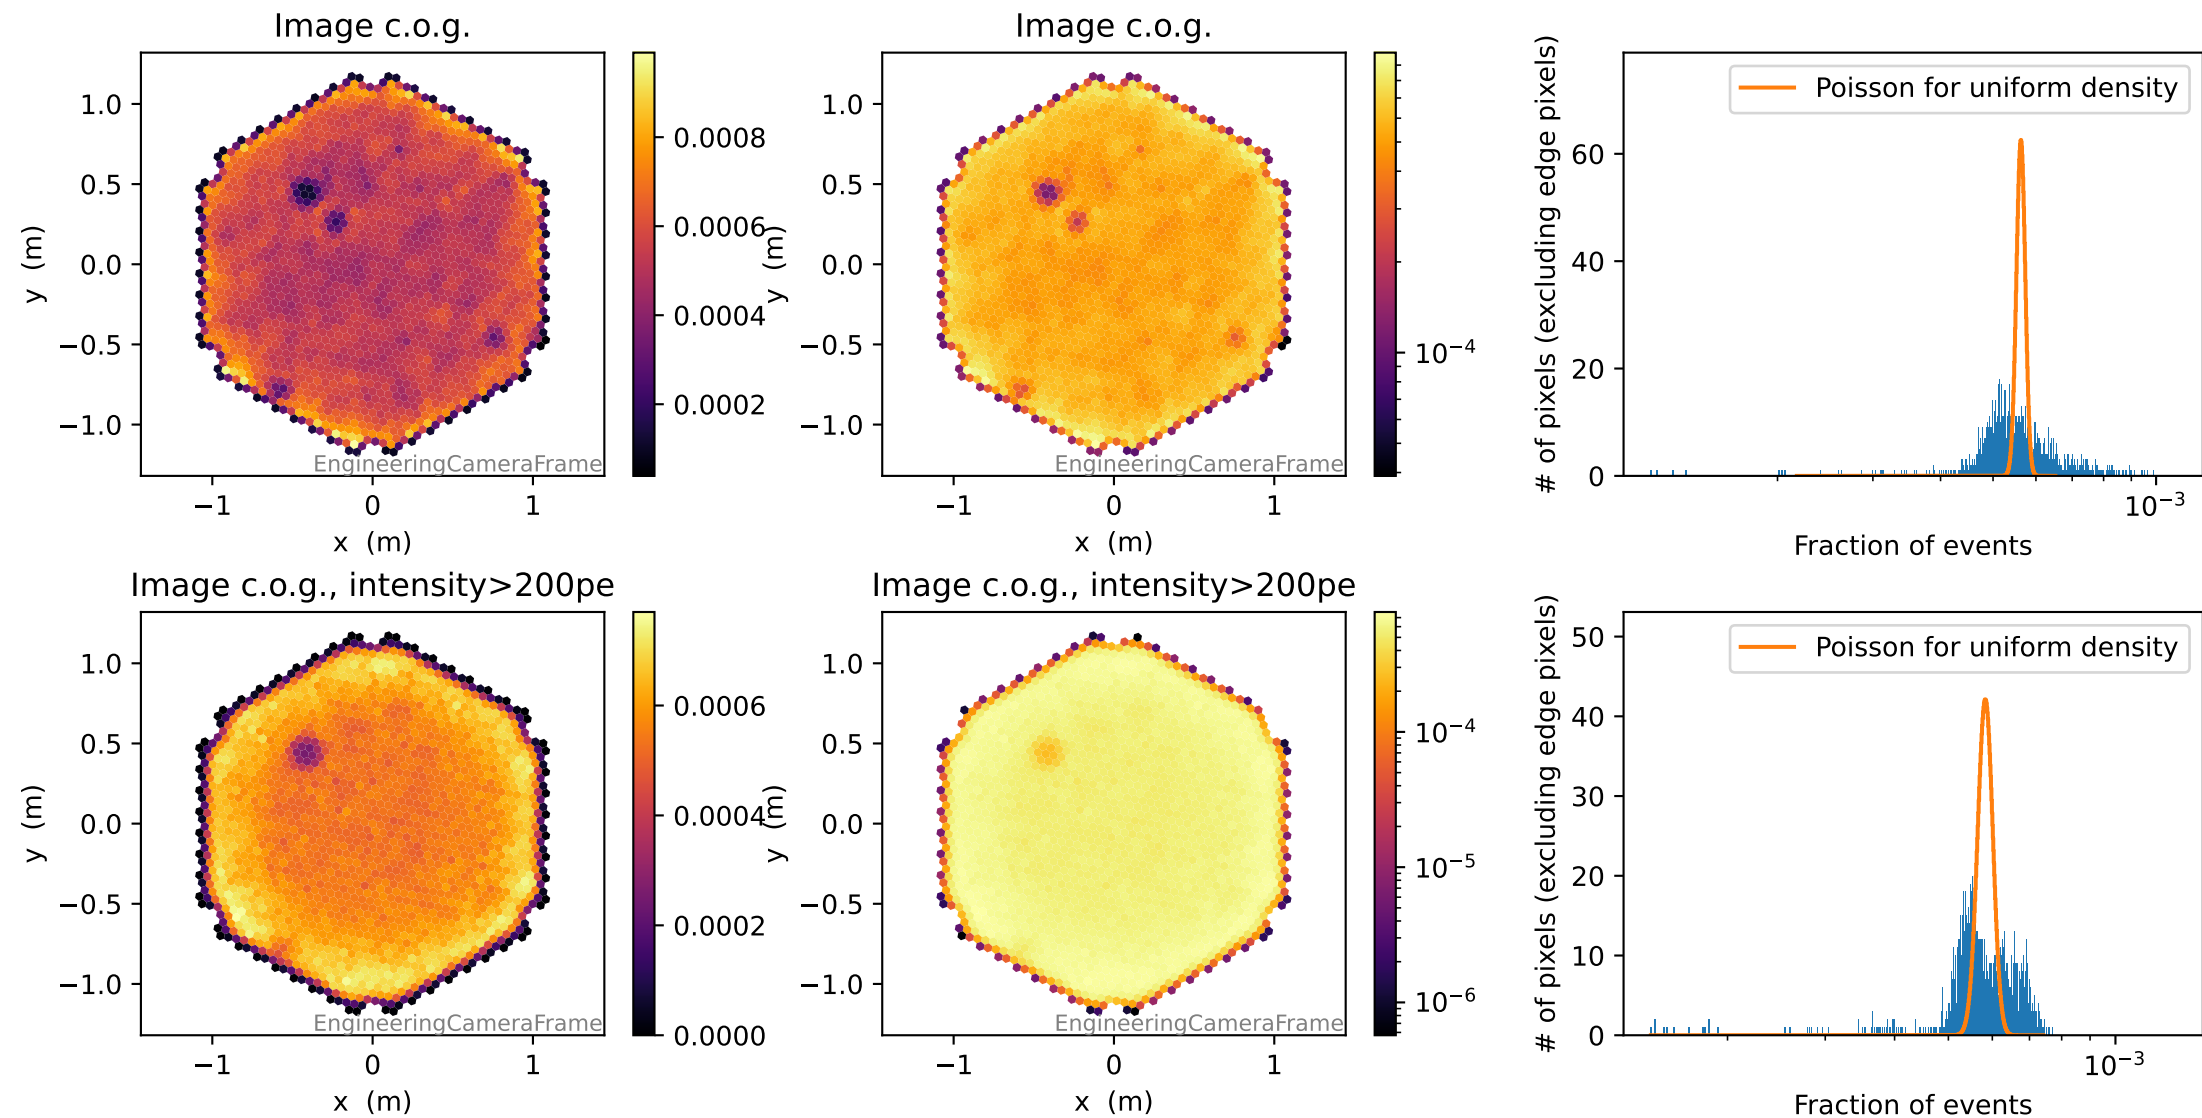 Image c.o.g.
1.0
0.5
0.0
−0.5
−1.0
y (m)
−1
0
1
x (m)
EngineeringCameraFrame
0.0008
0.0006
0.0004
0.0002
Image c.o.g.
1.0
0.5
0.0
−0.5
−1.0
y (m)
−1
0
1
x (m)
EngineeringCameraFrame
10⁻⁴
# of pixels (excluding edge pixels)
60
40
20
0
Poisson for uniform density
10⁻³
Fraction of events
Image c.o.g., intensity>200pe
1.0
0.5
0.0
−0.5
−1.0
y (m)
−1
0
1
x (m)
EngineeringCameraFrame
0.0006
0.0004
0.0002
0.0000
Image c.o.g., intensity>200pe
1.0
0.5
0.0
−0.5
−1.0
y (m)
−1
0
1
x (m)
EngineeringCameraFrame
10⁻⁴
10⁻⁵
10⁻⁶
# of pixels (excluding edge pixels)
50
40
30
20
10
0
Poisson for uniform density
10⁻³
Fraction of events